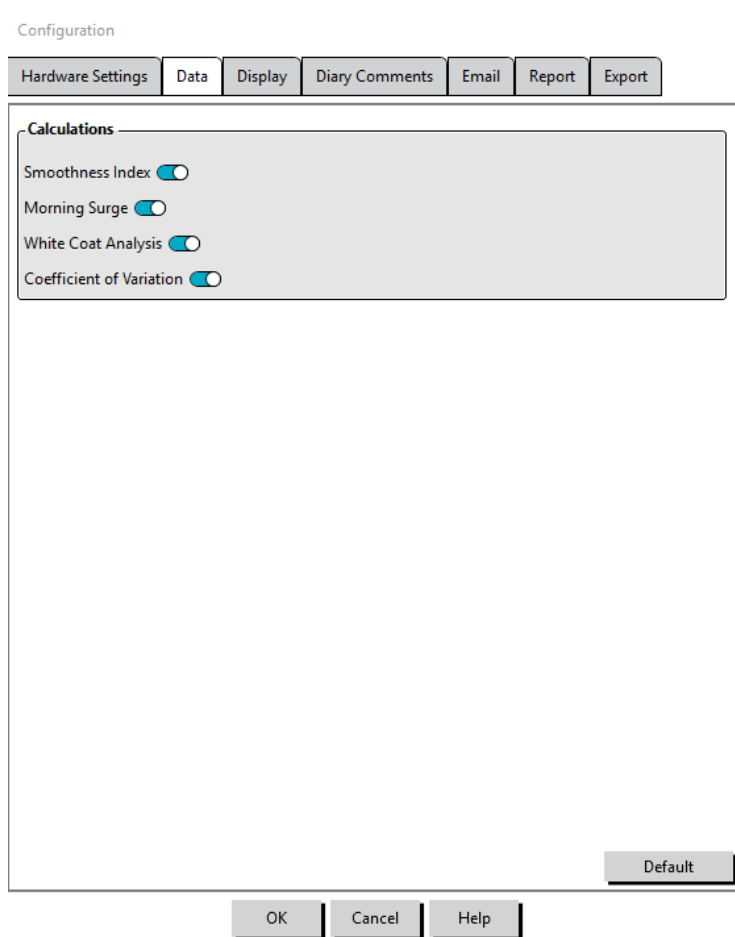 Configuration
Hardware Settings Data Display Diary Comments Email Report Export
Calculations
Smoothness Index
Morning Surge
White Coat Analysis
Coefficient of Variation
Default
OK Cancel Help